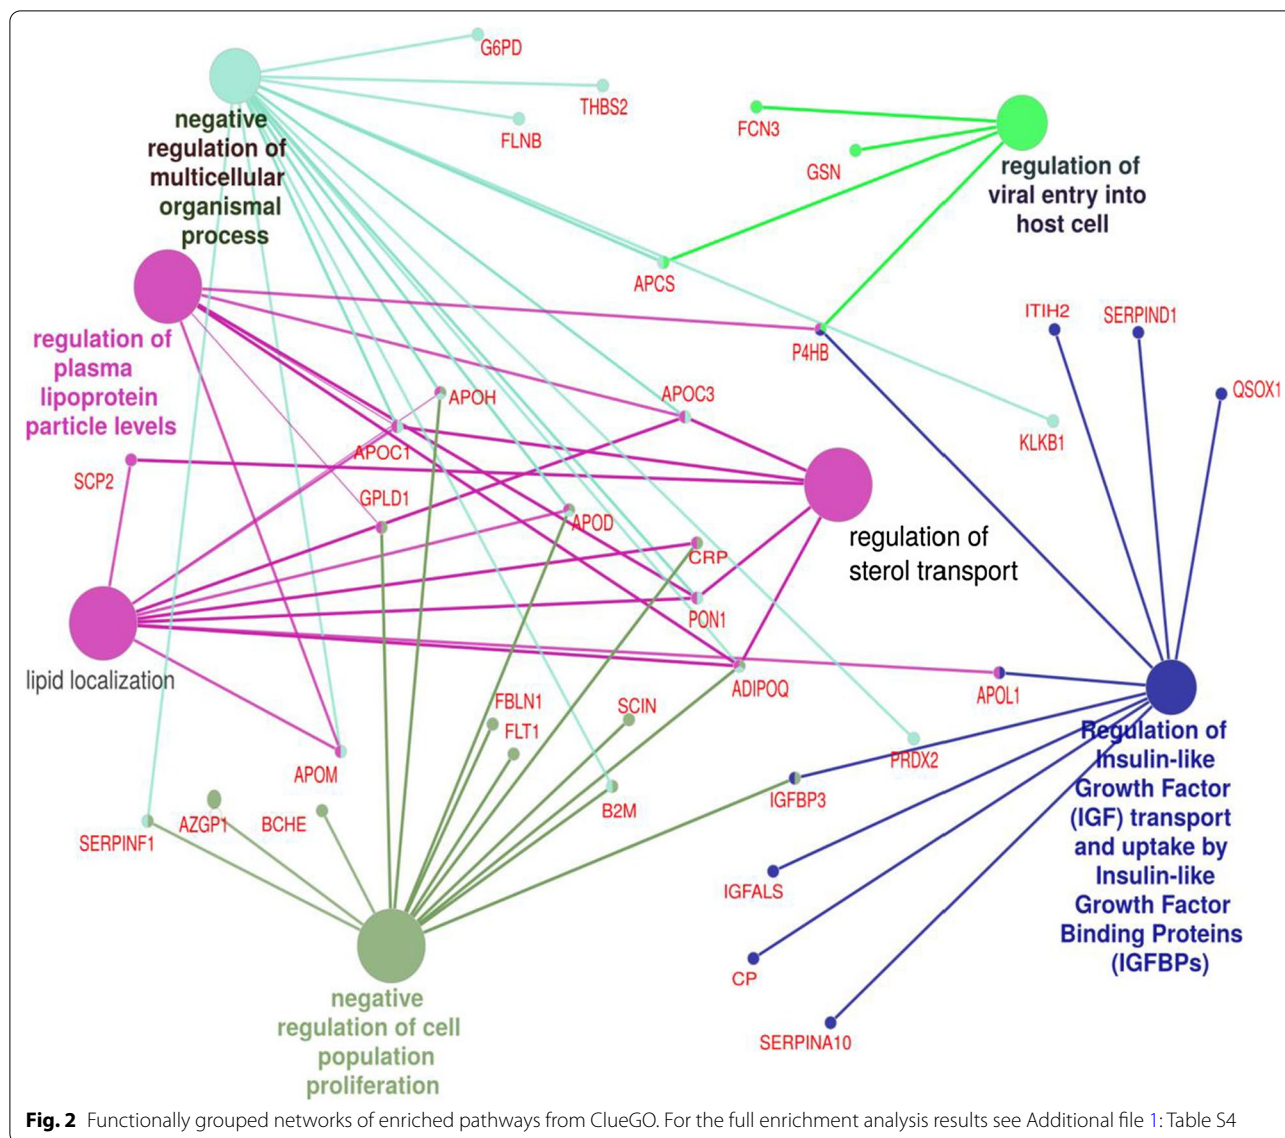 G6PD
THBS2
FLNB
negative
regulation of
multicellular
organismal
process
FCN3
GSN
regulation of
viral entry into
host cell
APCS
P4HB
ITIH2
SERPIND1
QSOX1
KLKB1
regulation of
plasma
lipoprotein
particle levels
APOH
APOC3
APOC1
SCP2
GPLD1
APOD
CRP
regulation of
sterol transport
PON1
lipid localization
ADIPOQ
APOL1
FBLN1
FLT1
SCIN
PRDX2
APOM
IGFBP3
B2M
AZGP1
BCHE
SERPINF1
Regulation of
Insulin-like
Growth Factor
(IGF) transport
and uptake by
Insulin-like
Growth Factor
Binding Proteins
(IGFBPs)
IGFALS
CP
SERPINA10
negative
regulation of cell
population
proliferation
Fig. 2 Functionally grouped networks of enriched pathways from ClueGO. For the full enrichment analysis results see Additional file 1: Table S4